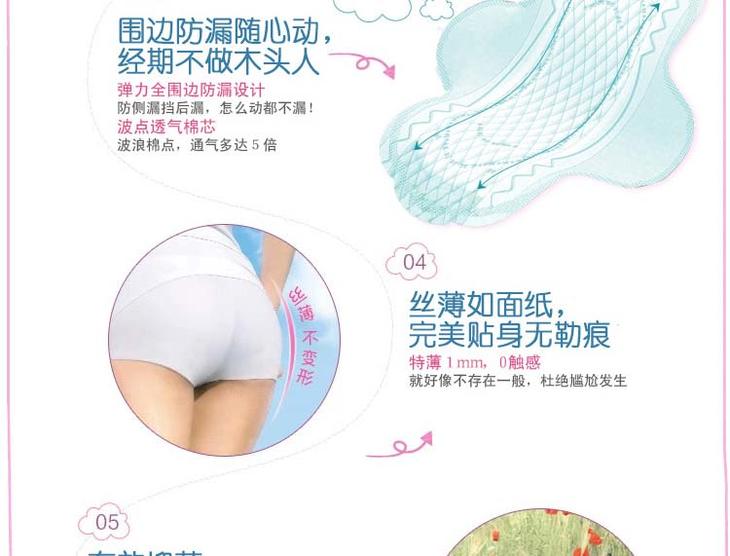 围边防漏随心动，
经期不做木头人
弹力全围边防漏设计
防侧漏挡后漏，怎么动都不漏！
波点透气棉芯
波浪棉点，通气多达5倍
04
丝薄如面纸，
完美贴身无勒痕
特薄1mm，0触感
就好像不存在一般，杜绝尴尬发生
丝薄 不变形
05